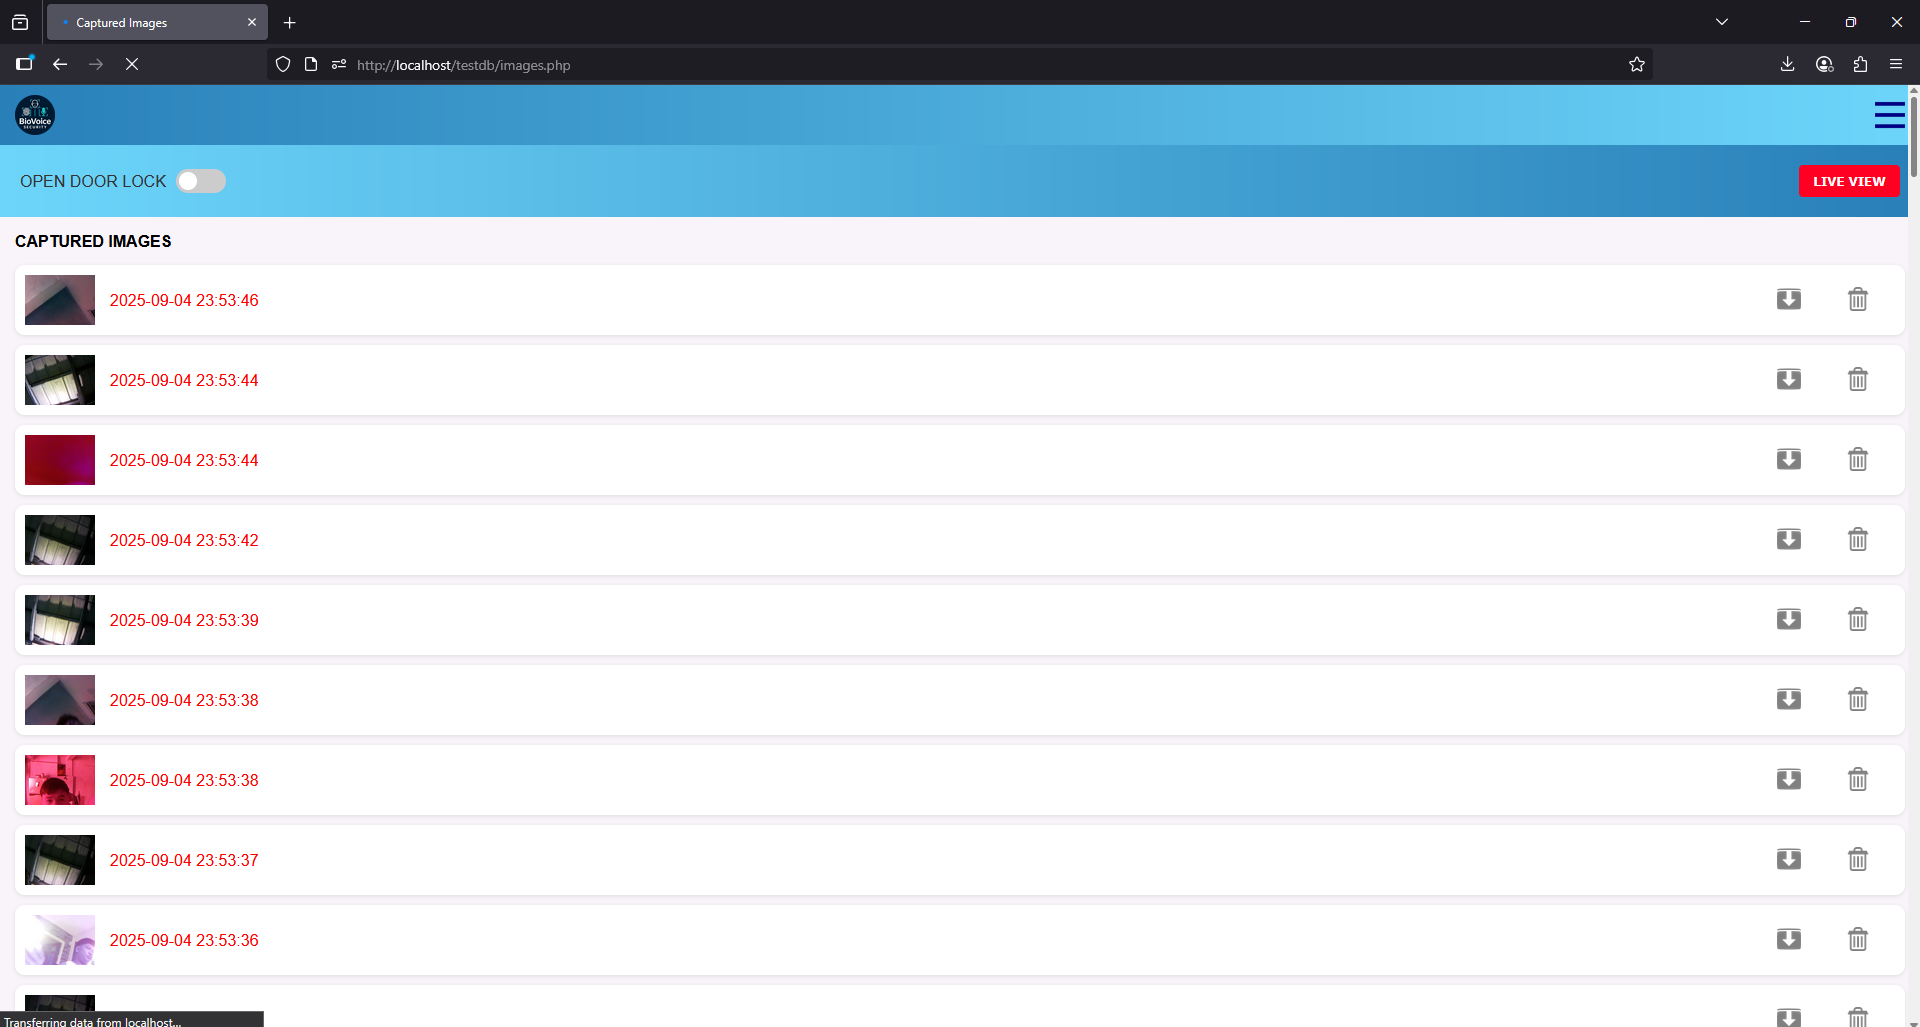 Captured Images
http://localhost/testdb/images.php
BioVoice
SECURITY
OPEN DOOR LOCK
LIVE VIEW
CAPTURED IMAGES
2025-09-04 23:53:46
2025-09-04 23:53:44
2025-09-04 23:53:44
2025-09-04 23:53:42
2025-09-04 23:53:39
2025-09-04 23:53:38
2025-09-04 23:53:38
2025-09-04 23:53:37
2025-09-04 23:53:36
Transferring data from localhost...